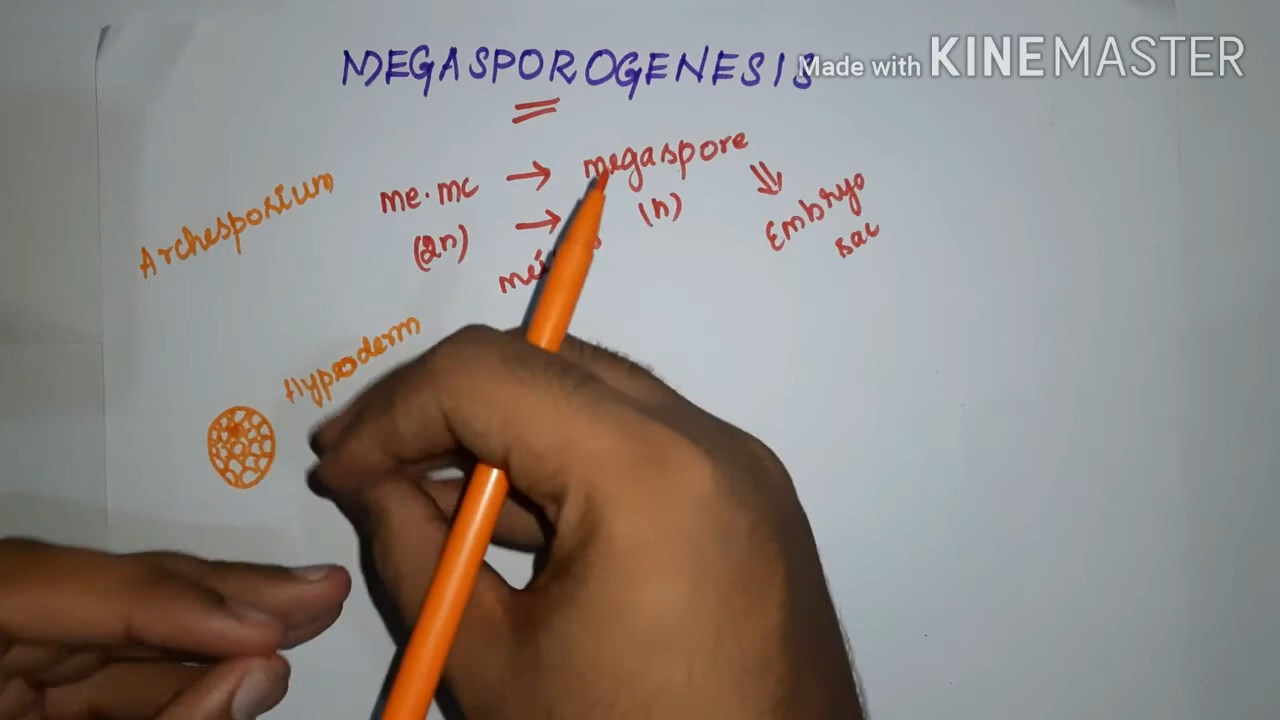 MEGASPOROGENESIS
Made with KINEMASTER
me.mc → megaspore
(2n) → (n)
Embryo
sac
Archesporium
Hypoderm